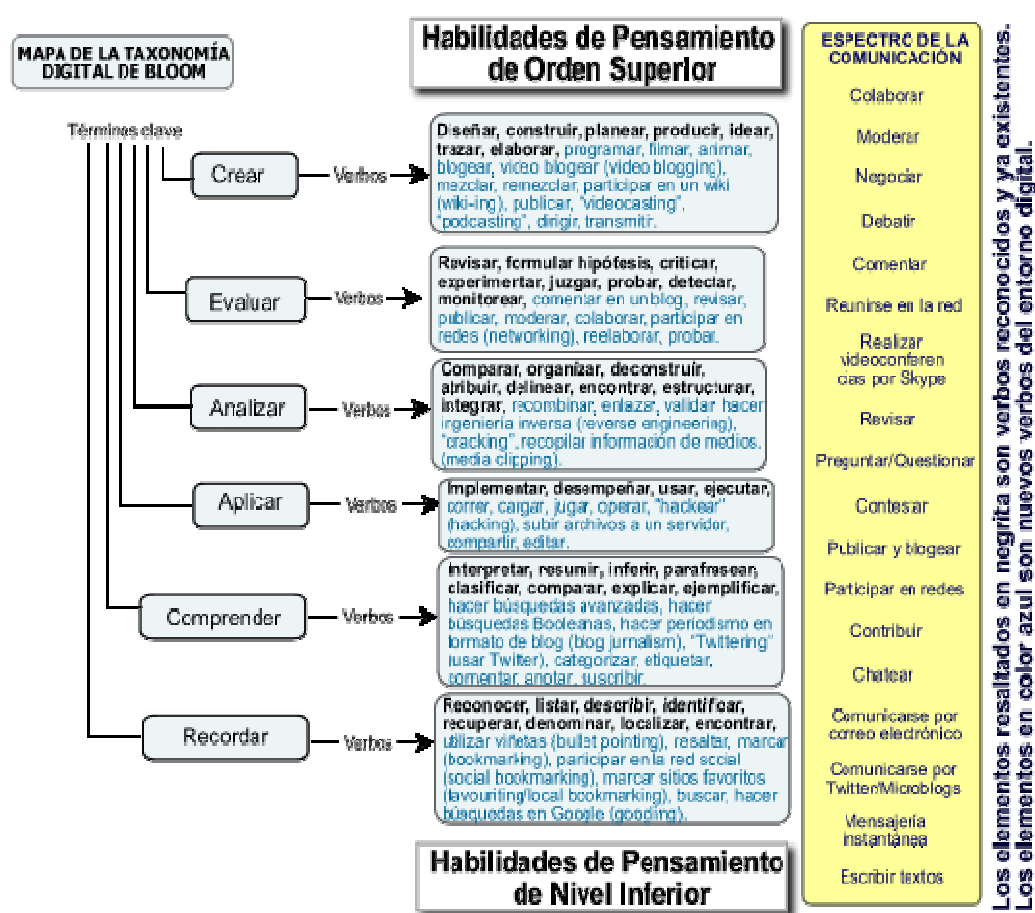 MAPA DE LA TAXONOMÍA
DIGITAL DE BLOOM
Habilidades de Pensamiento
de Orden Superior
Términos clave
Crear
Verbos
Diseñar, construir, planear, producir, idear,
trazar, elaborar, programar, filmar, animar,
blogear, video blogear (video blogging),
mezclar, remezclar, participar en un wiki
(wiki-ing), publicar, "videocasting",
"podcasting", dirigir, transmitir.
Evaluar
Verbos
Revisar, formular hipótesis, criticar,
experimentar, juzgar, probar, detectar,
monitorear, comentar en un blog, revisar,
publicar, moderar, colaborar, participar en
redes (networking), reelaborar, probar.
Analizar
Verbos
Comparar, organizar, deconstruir,
atribuir, delinear, encontrar, estructurar,
integrar, recombinar, enlazar, validar, hacer
ingeniería inversa (reverse engineering),
"cracking", recopilar información de medios.
(media clipping).
Aplicar
Verbos
Implementar, desempeñar, usar, ejecutar,
correr, cargar, jugar, operar, "hackear"
(hacking), subir archivos a un servidor,
compartir, editar.
Comprender
Verbos
Interpretar, resumir, inferir, parafrasear,
clasificar, comparar, explicar, ejemplificar,
hacer búsquedas avanzadas, hacer
búsquedas Booleanas, hacer periodismo en
formato de blog (blog jurnalism), "Twittering"
(usar Twitter), categorizar, etiquetar,
comentar, anotar, suscribir.
Recordar
Verbos
Reconocer, listar, describir, identificar,
recuperar, denominar, localizar, encontrar,
utilizar viñetas (bullet pointing), resaltar, marcar
(bookmarking), participar en la red social
(social bookmarking), marcar sitios favoritos
(favouriting/local bookmarking), buscar, hacer
búsquedas en Google (googling).
Habilidades de Pensamiento
de Nivel Inferior
ESPECTRO DE LA
COMUNICACIÓN
Colaborar
Moderar
Negociar
Debatir
Comentar
Reunirse en la red
Realizar
videoconferen
cias por Skype
Revisar
Preguntar/Questionar
Contestar
Publicar y blogear
Participar en redes
Contribuir
Chatear
Comunicarse por
correo electrónico
Comunicarse por
Twitter/Microblogs
Mensajería
instantánea
Escribir textos
Los elementos resaltados en negrita son verbos reconocidos y ya existentes.
Los elementos en color azul son nuevos verbos del entorno digital.